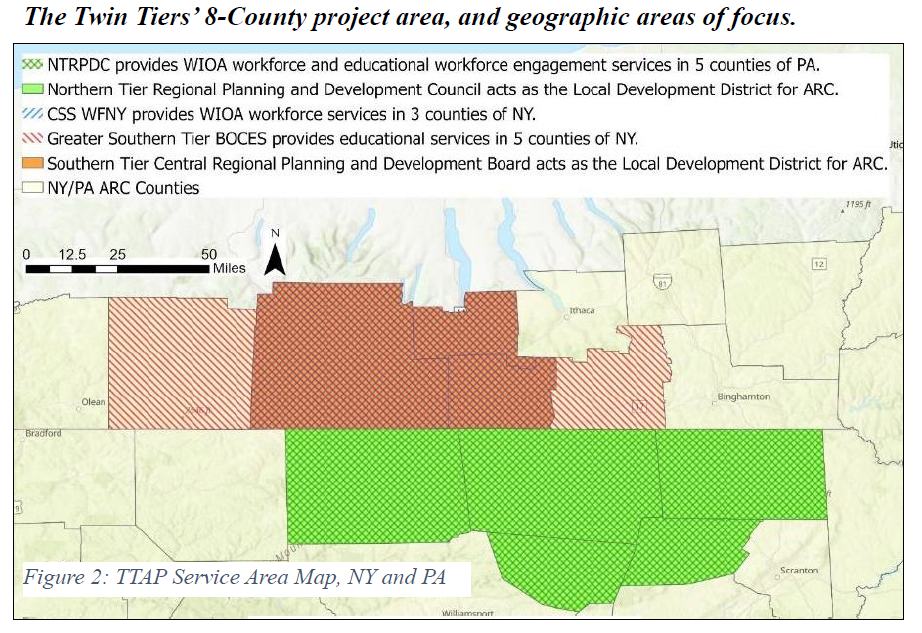 The Twin Tiers' 8-County project area, and geographic areas of focus.
NTRPDC provides WIOA workforce and educational workforce engagement services in 5 counties of PA.
Northern Tier Regional Planning and Development Council acts as the Local Development District for ARC.
CSS WFNY provides WIOA workforce services in 3 counties of NY.
Greater Southern Tier BOCES provides educational services in 5 counties of NY.
Southern Tier Central Regional Planning and Development Board acts as the Local Development District for ARC.
NY/PA ARC Counties
1195 ft
N
0 12.5 25 50
Miles
12
81
Ithaca
Olean
17
Binghamton
Bradford
Scranton
Figure 2: TTAP Service Area Map, NY and PA
Williamsport